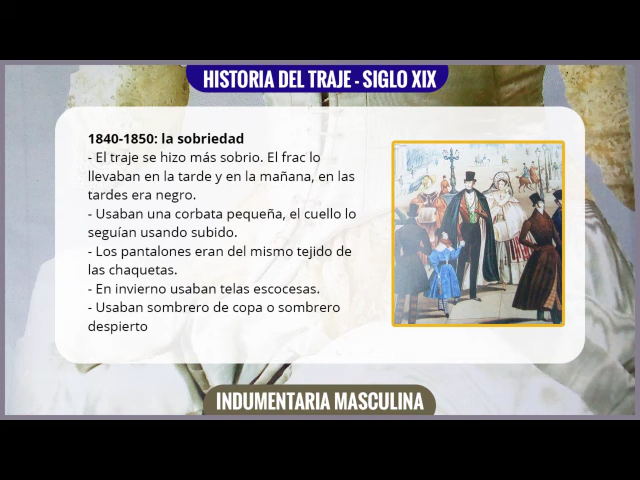 HISTORIA DEL TRAJE - SIGLO XIX
1840-1850: la sobriedad
- El traje se hizo más sobrio. El frac lo
llevaban en la tarde y en la mañana, en las
tardes era negro.
- Usaban una corbata pequeña, el cuello lo
seguían usando subido.
- Los pantalones eran del mismo tejido de
las chaquetas.
- En invierno usaban telas escocesas.
- Usaban sombrero de copa o sombrero
despierto
INDUMENTARIA MASCULINA